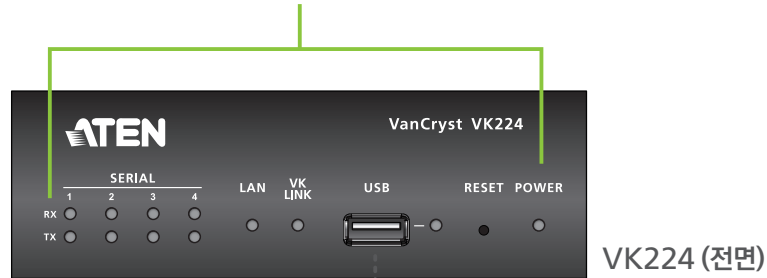 ATEN
VanCryst VK224
SERIAL
1 2 3 4
LAN VK LINK USB RESET POWER
RX
TX
VK224 (전면)